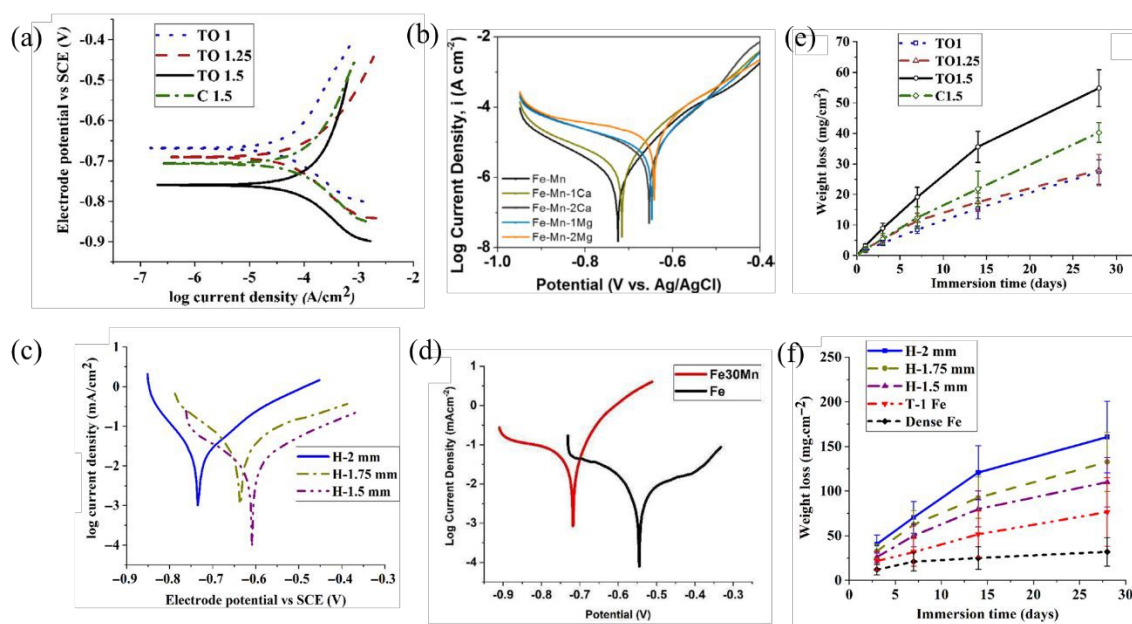 (a)
TO 1
TO 1.25
TO 1.5
C 1.5
Electrode potential vs SCE (V)
-0.4
-0.5
-0.6
-0.7
-0.8
-0.9
-7 -6 -5 -4 -3 -2
log current density (A/cm²)
(b)
Log Current Density, i (A cm⁻²)
-2
-4
-6
-8
Fe-Mn
Fe-Mn-1Ca
Fe-Mn-2Ca
Fe-Mn-1Mg
Fe-Mn-2Mg
-1.0 -0.8 -0.6 -0.4
Potential (V vs. Ag/AgCl)
(e)
TO1
TO1.25
TO1.5
C1.5
Weight loss (mg/cm²)
70
60
50
40
30
20
10
0
0 5 10 15 20 25 30
Immersion time (days)
(c)
log current density (mA/cm²)
1
0
−1
−2
−3
−4
H-2 mm
H-1.75 mm
H-1.5 mm
−0.9 −0.8 −0.7 −0.6 −0.5 −0.4 −0.3
Electrode potential vs SCE (V)
(d)
Fe30Mn
Fe
Log Current Density (mAcm⁻²)
1
0
-1
-2
-3
-4
-0.9 -0.8 -0.7 -0.6 -0.5 -0.4 -0.3
Potential (V)
(f)
H-2 mm
H-1.75 mm
H-1.5 mm
T-1 Fe
Dense Fe
Weight loss (mg.cm⁻²)
250
200
150
100
50
0
0 5 10 15 20 25 30
Immersion time (days)